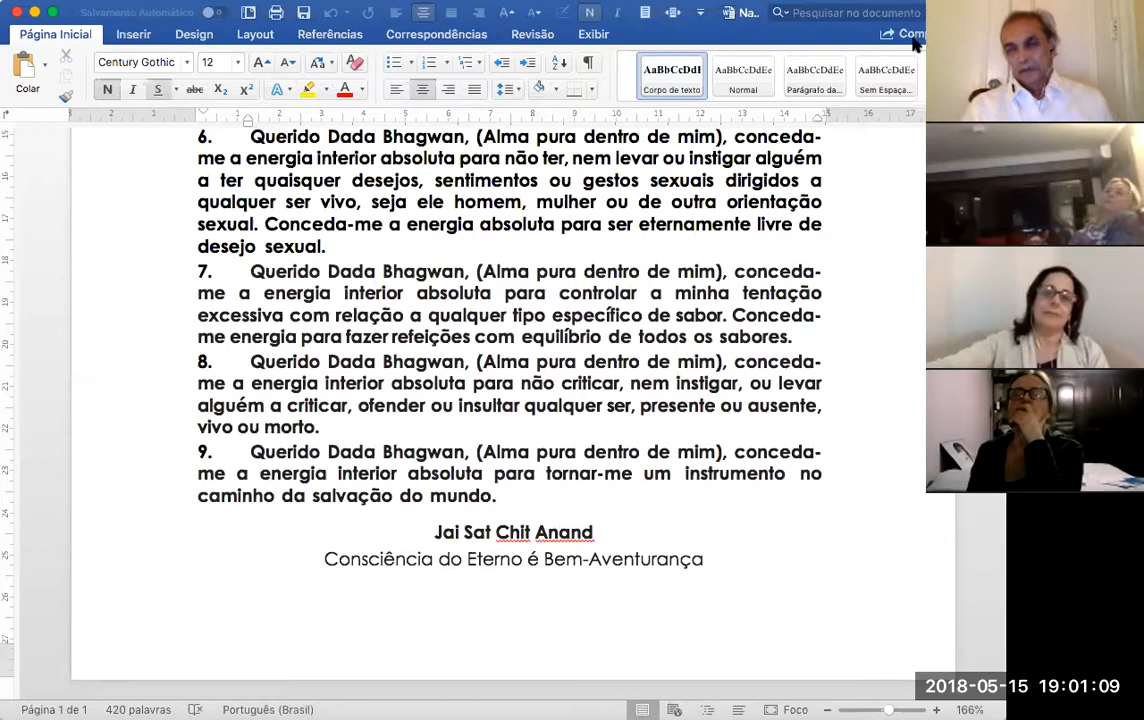 Salvamento Automático
Na..
Pesquisar no documento
Página Inicial Inserir Design Layout Referências Correspondências Revisão Exibir
Colar
Century Gothic 12
AaBbCcDdI AaBbCcDdEe AaBbCcDdEe AaBbCcDdEe
Corpo de texto Normal Parágrafo da... Sem Espaça...
6. Querido Dada Bhagwan, (Alma pura dentro de mim), conceda-
me a energia interior absoluta para não ter, nem levar ou instigar alguém
a ter quaisquer desejos, sentimentos ou gestos sexuais dirigidos a
qualquer ser vivo, seja ele homem, mulher ou de outra orientação
sexual. Conceda-me a energia absoluta para ser eternamente livre de
desejo sexual.
7. Querido Dada Bhagwan, (Alma pura dentro de mim), conceda-
me a energia interior absoluta para controlar a minha tentação
excessiva com relação a qualquer tipo específico de sabor. Conceda-
me energia para fazer refeições com equilíbrio de todos os sabores.
8. Querido Dada Bhagwan, (Alma pura dentro de mim), conceda-
me a energia interior absoluta para não criticar, nem instigar, ou levar
alguém a criticar, ofender ou insultar qualquer ser, presente ou ausente,
vivo ou morto.
9. Querido Dada Bhagwan, (Alma pura dentro de mim), conceda-
me a energia interior absoluta para tornar-me um instrumento no
caminho da salvação do mundo.
Jai Sat Chit Anand
Consciência do Eterno é Bem-Aventurança
2018-05-15 19:01:09
Página 1 de 1 420 palavras Português (Brasil) Foco 166%